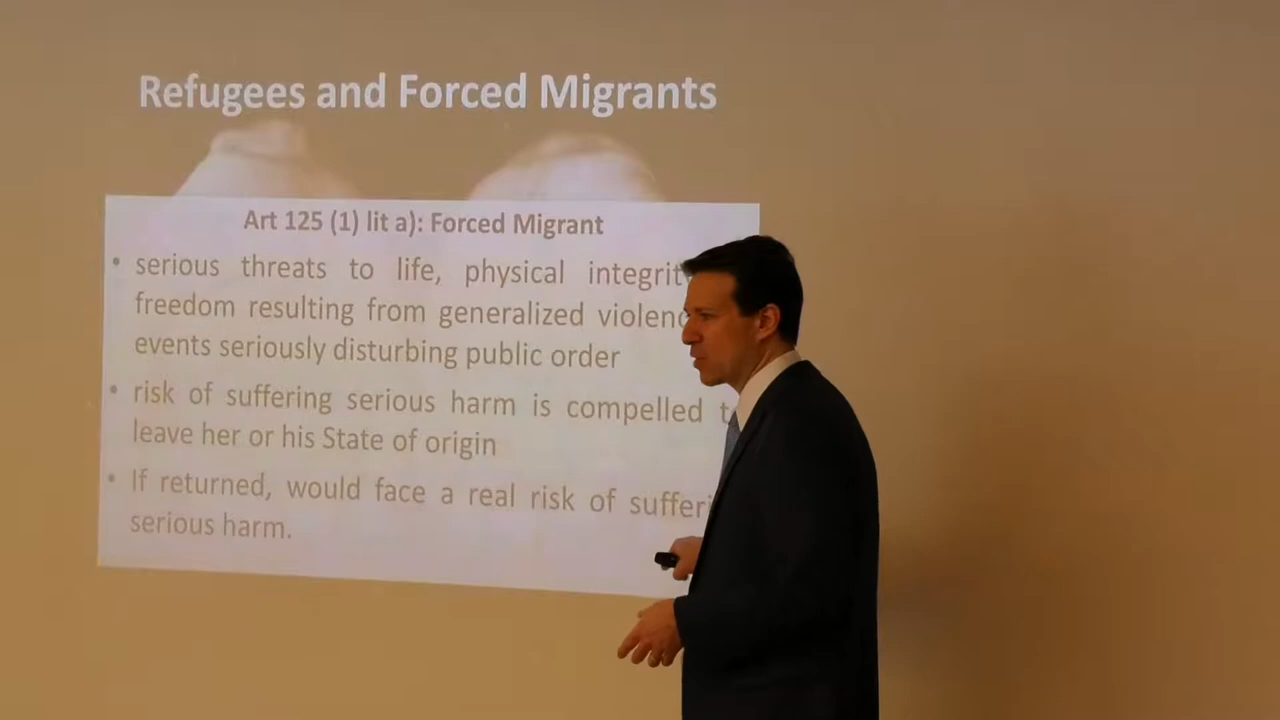 Refugees and Forced Migrants
Art 125 (1) lit a): Forced Migrant
• serious threats to life, physical integrit
freedom resulting from generalized violenc
events seriously disturbing public order
• risk of suffering serious harm is compelled t
leave her or his State of origin
• If returned, would face a real risk of sufferi
serious harm.